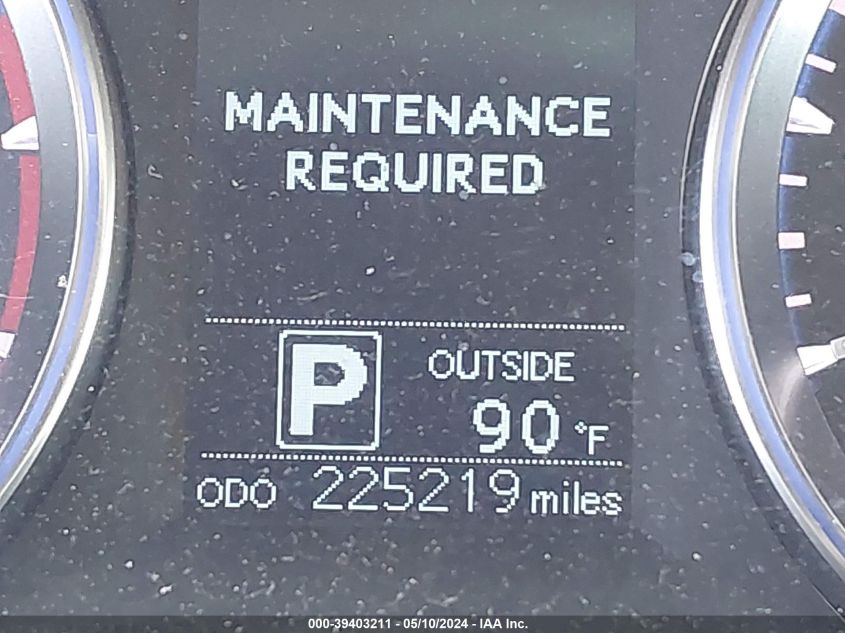 MAINTENANCE
REQUIRED
P
OUTSIDE
90 °F
ODO 225219 miles
000-39403211 - 05/10/2024 - IAA Inc.